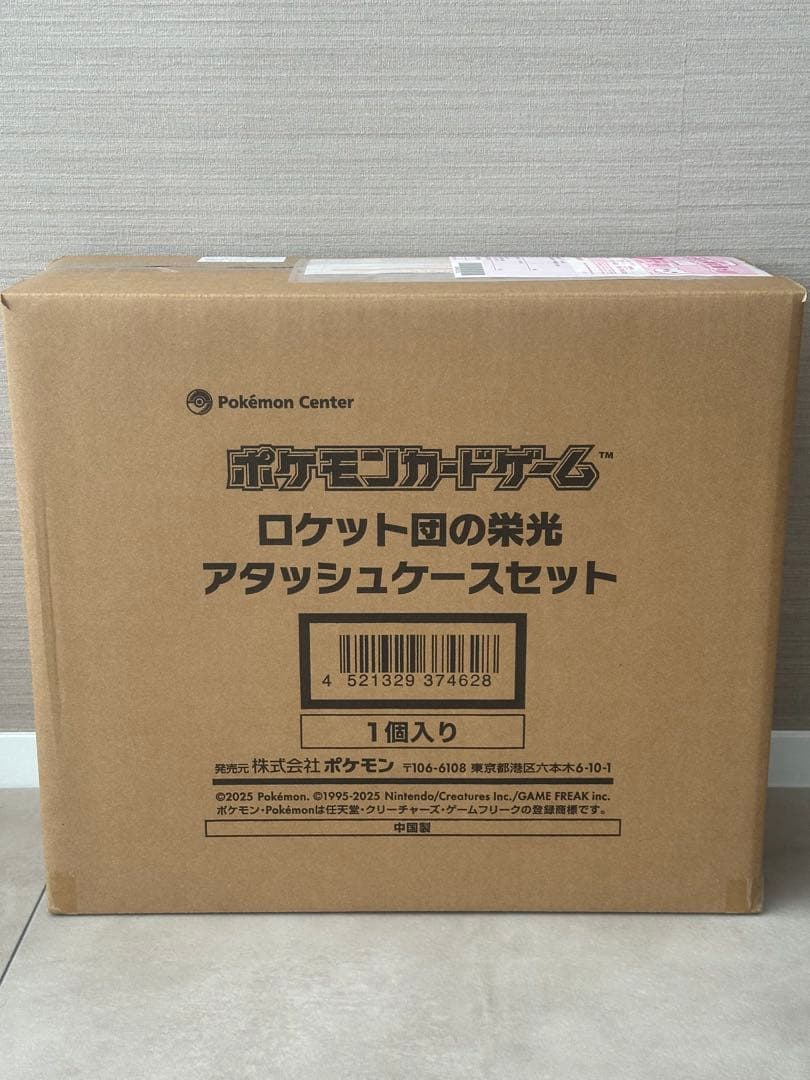 Pokémon Center
ポケモンカードゲーム™
ロケット団の栄光
アタッシュケースセット
4 521329 374628
1個入り
発売元 株式会社 ポケモン 〒106-6108 東京都港区六本木6-10-1
©2025 Pokémon. ©1995-2025 Nintendo/Creatures Inc./GAME FREAK inc.
ポケモン・Pokémonは任天堂・クリーチャーズ・ゲームフリークの登録商標です。
中国製